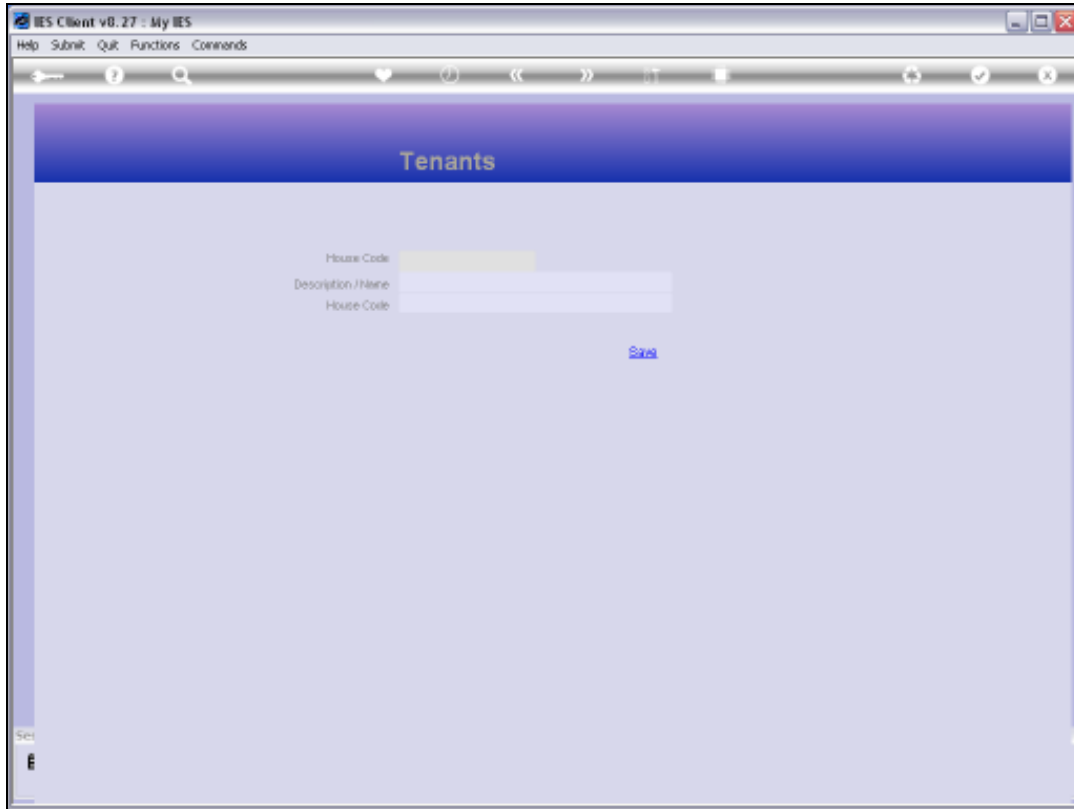 IES Client v8.27 : My IES
Help Submit Quit Functions Commands
Tenants
House Code
Description / Name
House Code
Save